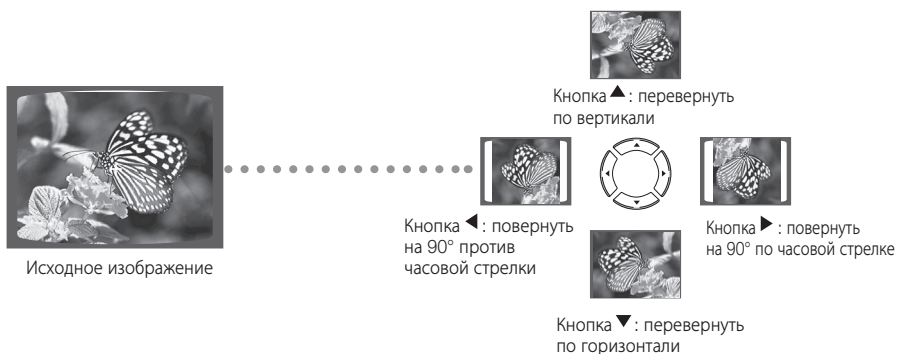 Кнопка ▲ : перевернуть
по вертикали
Исходное изображение
Кнопка ◀ : повернуть
на 90° против
часовой стрелки
Кнопка ▶ : повернуть
на 90° по часовой стрелке
Кнопка ▼ : перевернуть
по горизонтали